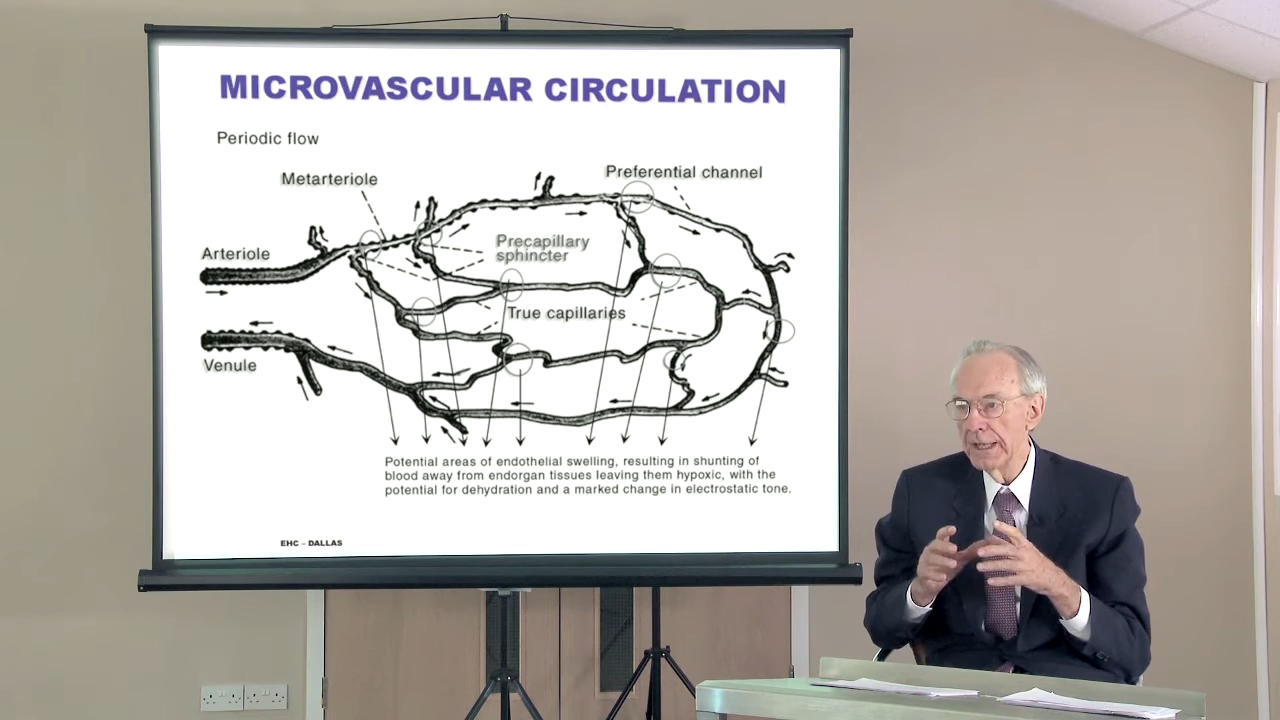 MICROVASCULAR CIRCULATION
Periodic flow
Preferential channel
Metarteriole
Arteriole
Precapillary
sphincter
True capillaries
Venule
Potential areas of endothelial swelling, resulting in shunting of
blood away from endorgan tissues leaving them hypoxic, with the
potential for dehydration and a marked change in electrostatic tone.
EHC – DALLAS